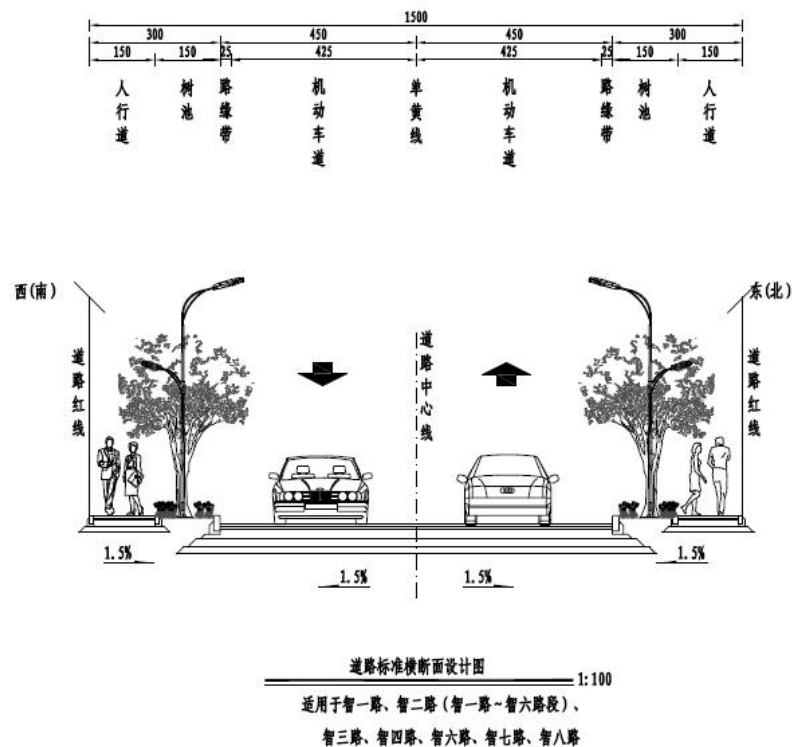 1500
300 450 450 300
150 150 25 425 425 25 150 150
人行道 树池 路缘带 机动车道 单黄线 机动车道 路缘带 树池 人行道
西(南) 东(北)
道路红线 道路中心线 道路红线
1.5% 1.5%
1.5% 1.5%
道路标准横断面设计图 1:100
适用于智一路、智二路(智一路~智六路段)、
智三路、智四路、智六路、智七路、智八路